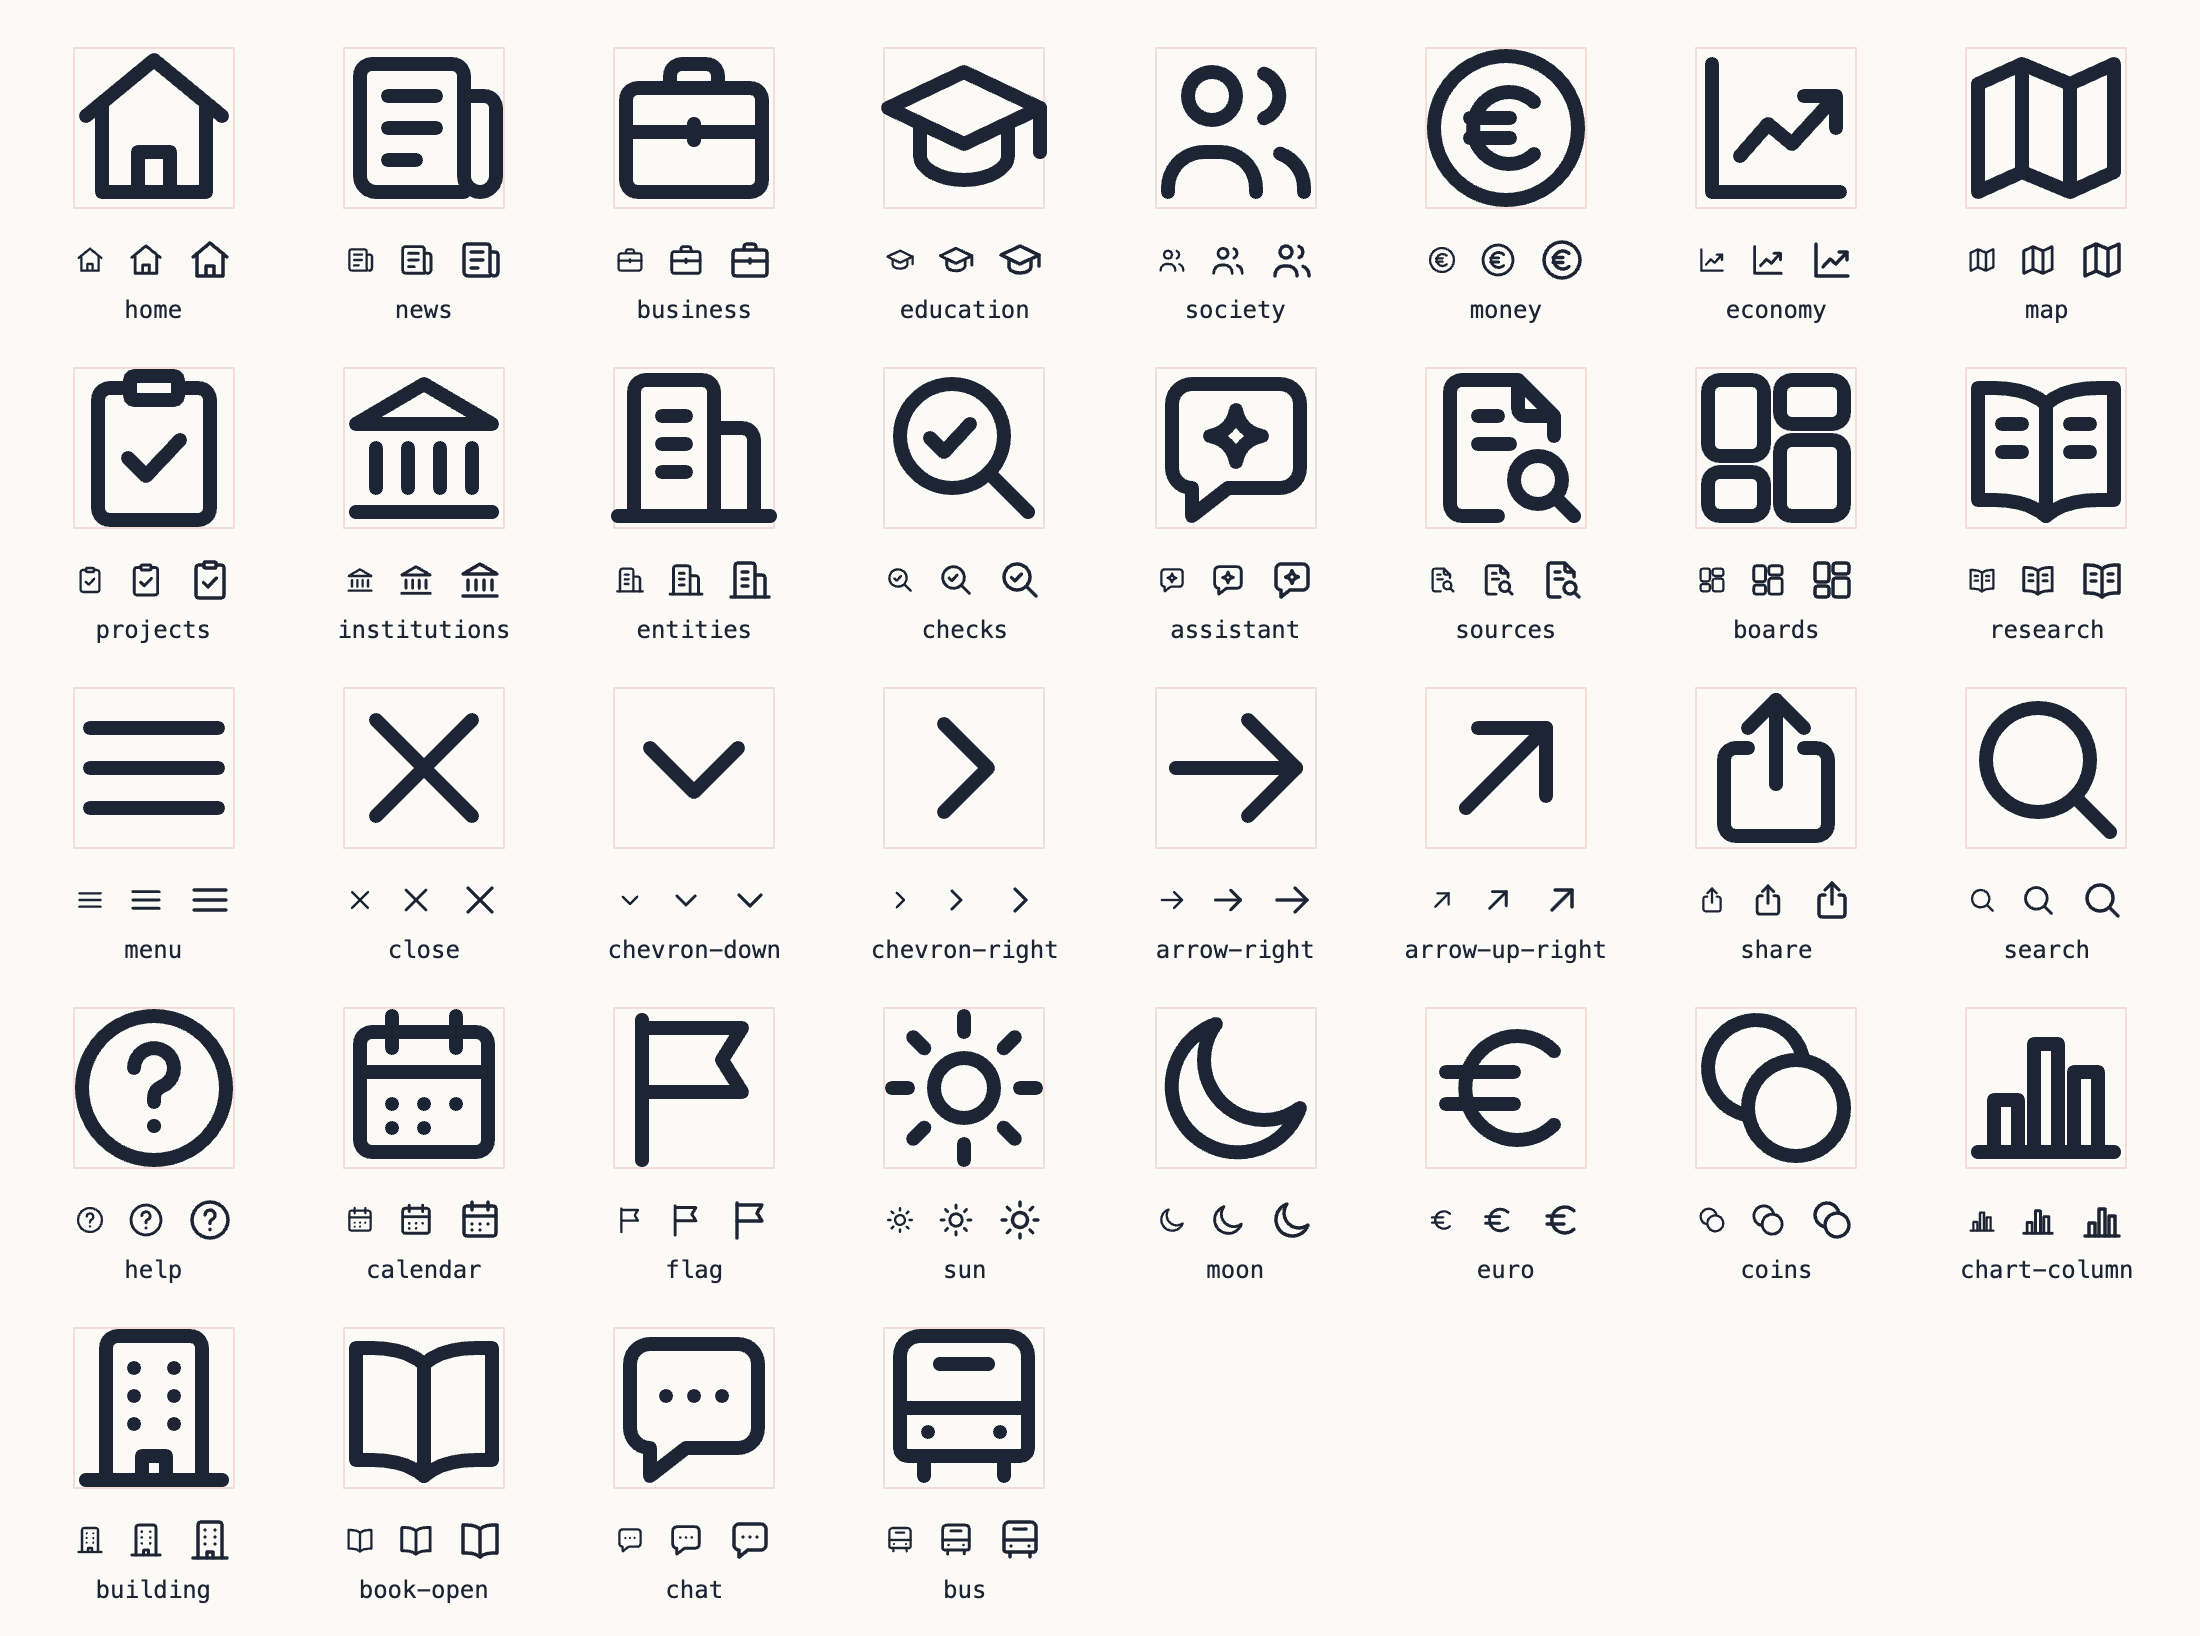 home news business education society money economy map
projects institutions entities checks assistant sources boards research
menu close chevron-down chevron-right arrow-right arrow-up-right share search
help calendar flag sun moon euro coins chart-column
building book-open chat bus